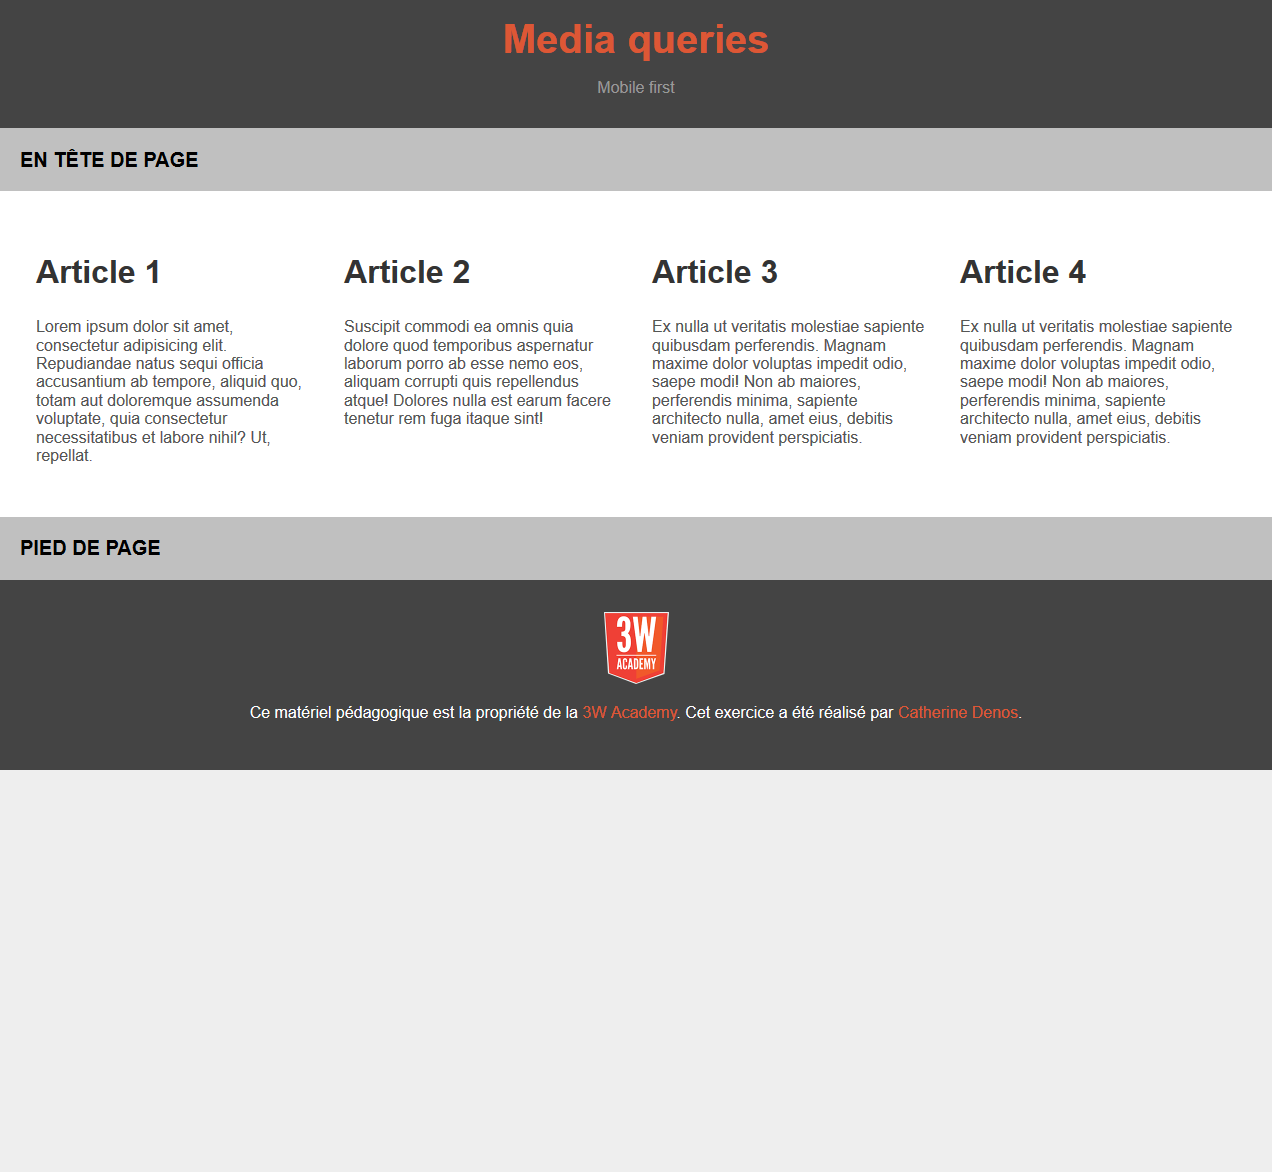 Media queries
Mobile first
EN TÊTE DE PAGE
Article 1
Lorem ipsum dolor sit amet,
consectetur adipisicing elit.
Repudiandae natus sequi officia
accusantium ab tempore, aliquid quo,
totam aut doloremque assumenda
voluptate, quia consectetur
necessitatibus et labore nihil? Ut,
repellat.
Article 2
Suscipit commodi ea omnis quia
dolore quod temporibus aspernatur
laborum porro ab esse nemo eos,
aliquam corrupti quis repellendus
atque! Dolores nulla est earum facere
tenetur rem fuga itaque sint!
Article 3
Ex nulla ut veritatis molestiae sapiente
quibusdam perferendis. Magnam
maxime dolor voluptas impedit odio,
saepe modi! Non ab maiores,
perferendis minima, sapiente
architecto nulla, amet eius, debitis
veniam provident perspiciatis.
Article 4
Ex nulla ut veritatis molestiae sapiente
quibusdam perferendis. Magnam
maxime dolor voluptas impedit odio,
saepe modi! Non ab maiores,
perferendis minima, sapiente
architecto nulla, amet eius, debitis
veniam provident perspiciatis.
PIED DE PAGE
3W
ACADEMY
Ce matériel pédagogique est la propriété de la 3W Academy. Cet exercice a été réalisé par Catherine Denos.